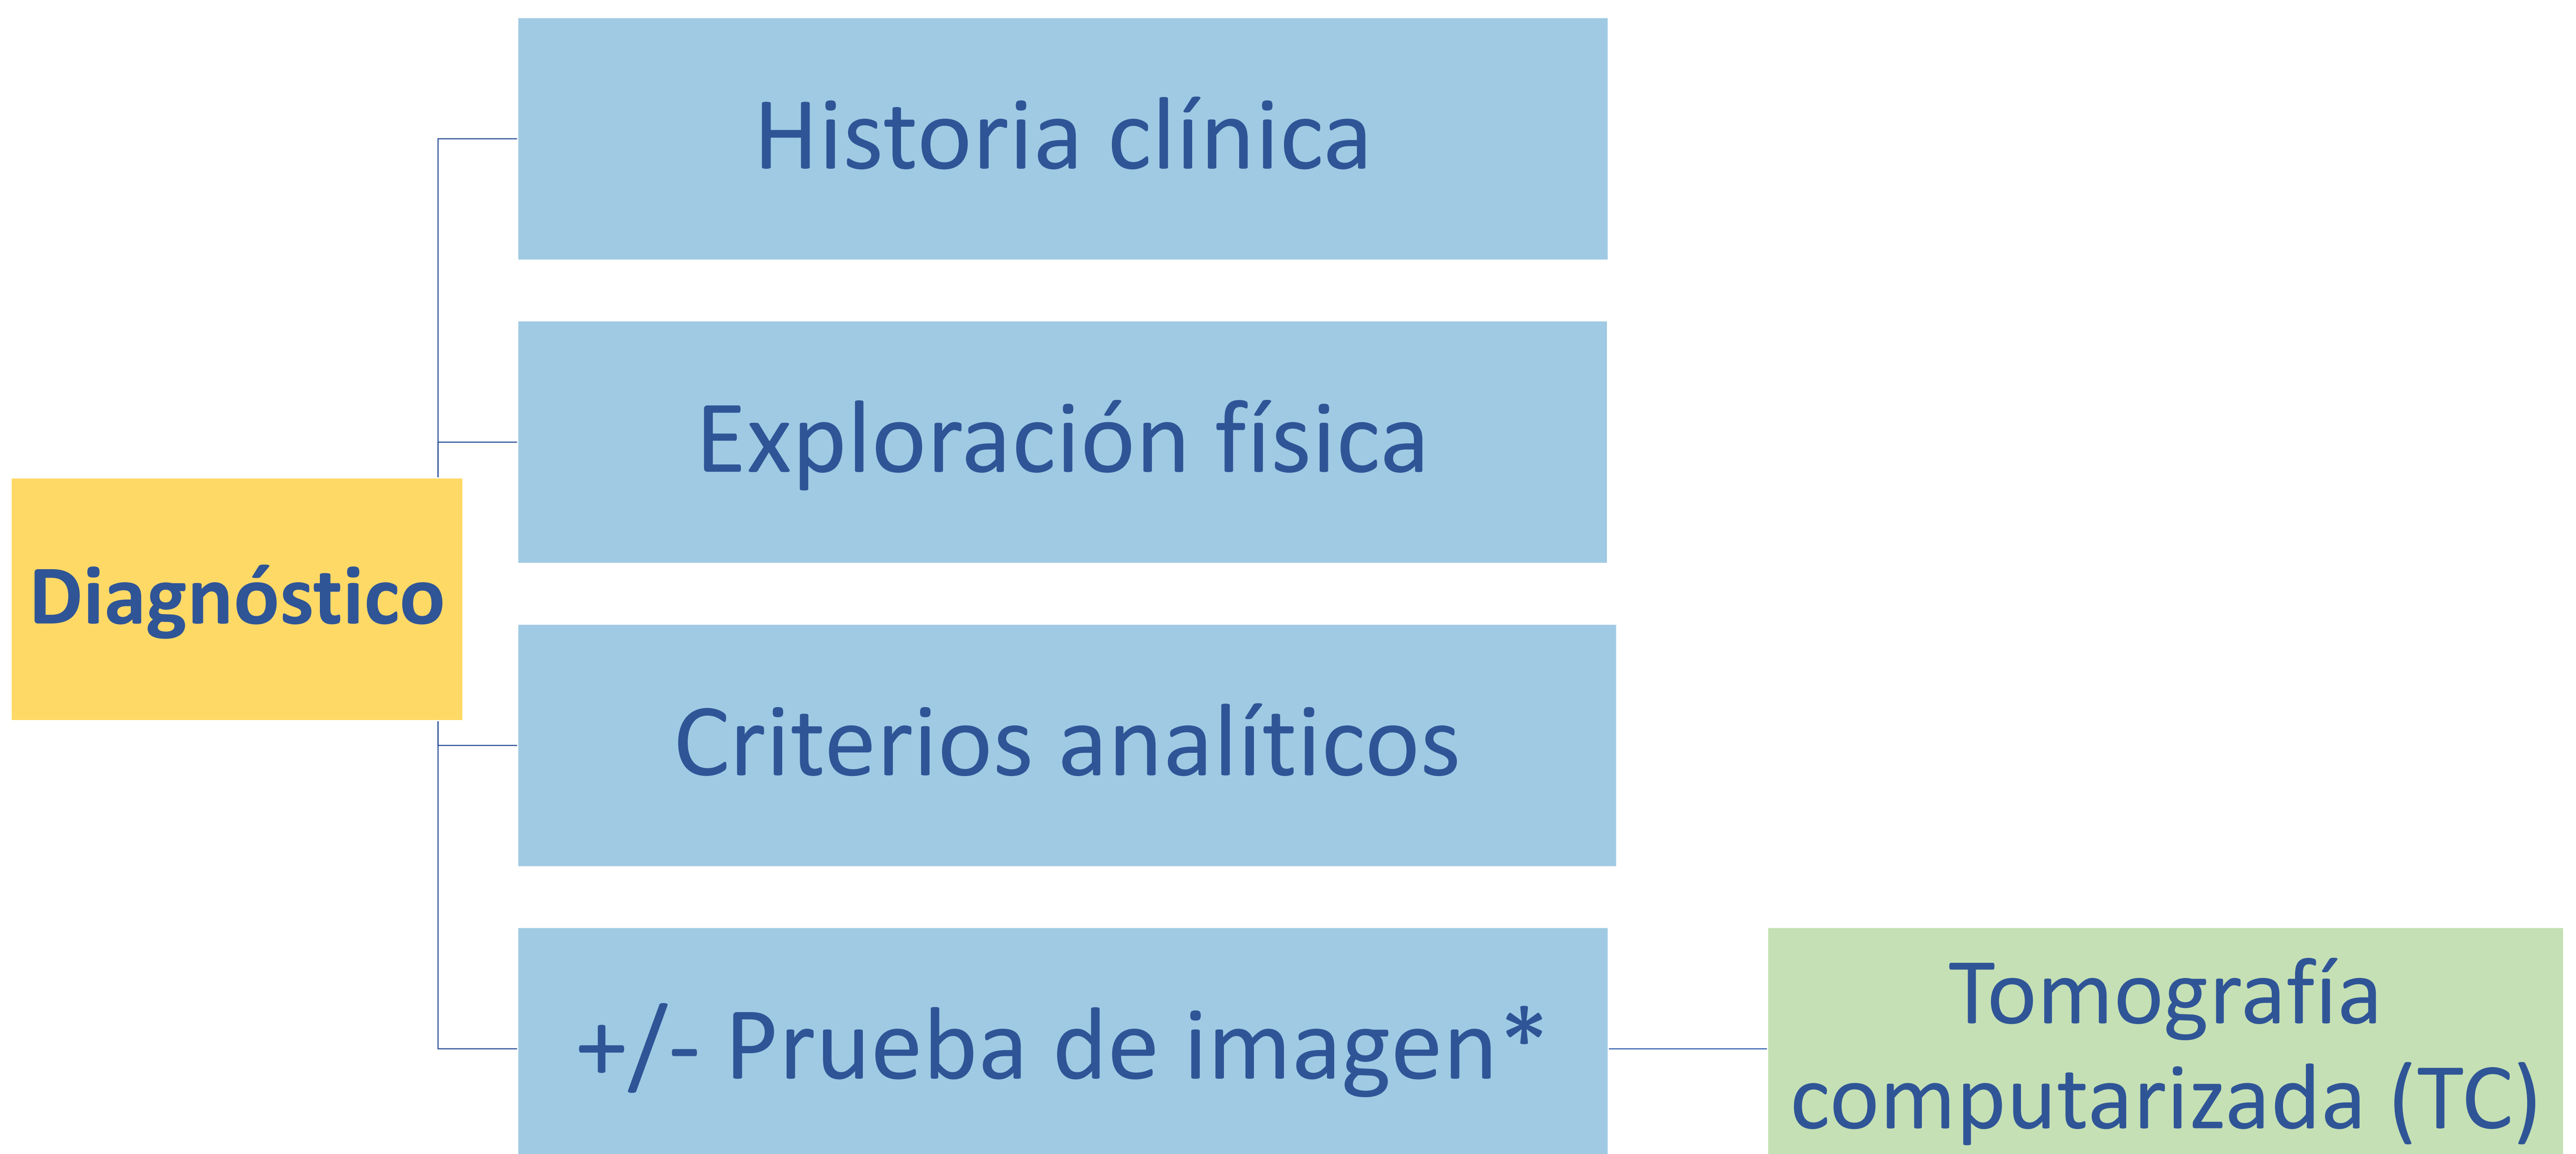 Historia clínica
Exploración física
Diagnóstico
Criterios analíticos
+/- Prueba de imagen*
Tomografía
computarizada (TC)